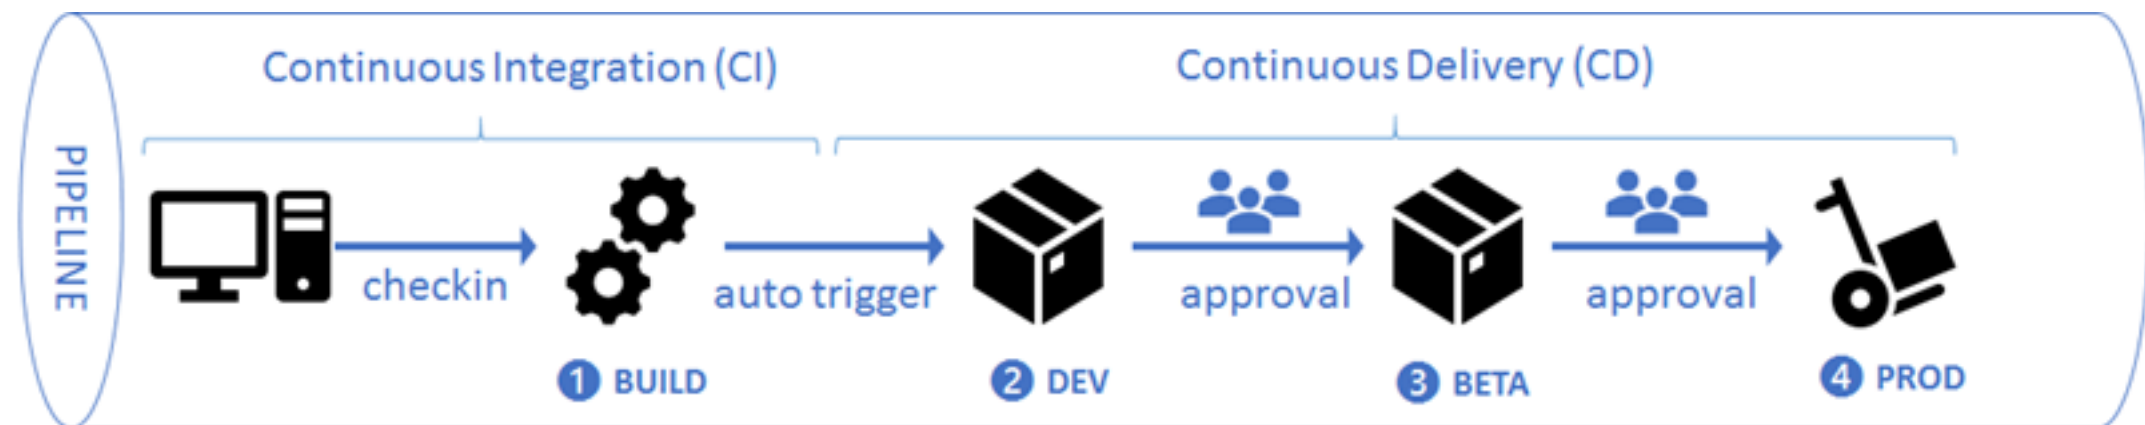 Continuous Integration (CI)
Continuous Delivery (CD)
PIPELINE
checkin
auto trigger
approval
approval
1 BUILD
2 DEV
3 BETA
4 PROD